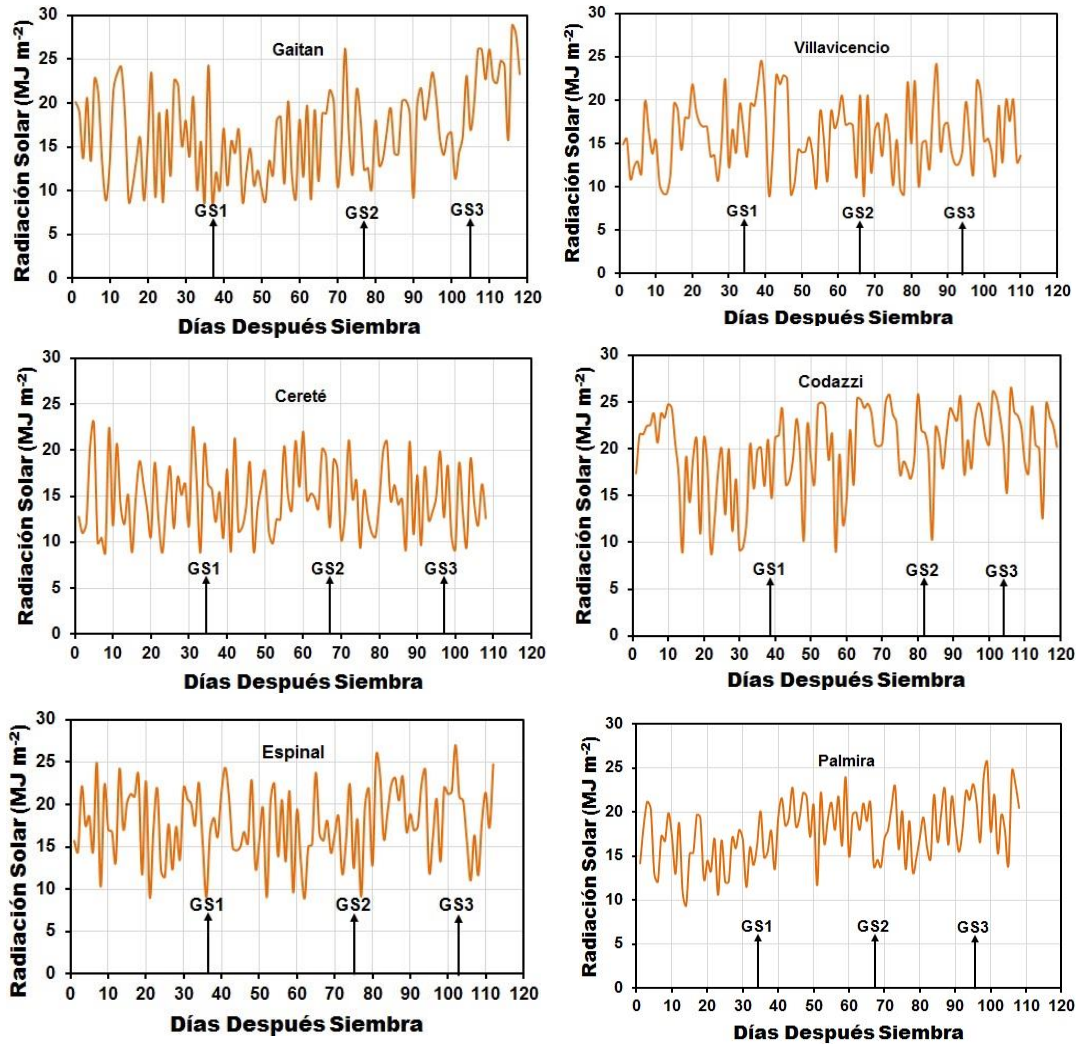 Gaitan
Radiación Solar (MJ m⁻²)
30
25
20
15
10
5
0
GS1
GS2
GS3
0 10 20 30 40 50 60 70 80 90 100 110 120
Días Después Siembra
Villavicencio
Radiación Solar (MJ m⁻²)
30
25
20
15
10
5
0
GS1
GS2
GS3
0 10 20 30 40 50 60 70 80 90 100 110 120
Días Después Siembra
Cereté
Radiación Solar (MJ m⁻²)
30
25
20
15
10
5
0
GS1
GS2
GS3
0 10 20 30 40 50 60 70 80 90 100 110 120
Días Después Siembra
Codazzi
Radiación Solar (MJ m⁻²)
30
25
20
15
10
5
0
GS1
GS2
GS3
0 10 20 30 40 50 60 70 80 90 100 110 120
Días Después Siembra
Espinal
Radiación Solar (MJ m⁻²)
30
25
20
15
10
5
0
GS1
GS2
GS3
0 10 20 30 40 50 60 70 80 90 100 110 120
Días Después Siembra
Palmira
Radiación Solar (MJ m⁻²)
30
25
20
15
10
5
0
GS1
GS2
GS3
0 10 20 30 40 50 60 70 80 90 100 110 120
Días Después Siembra